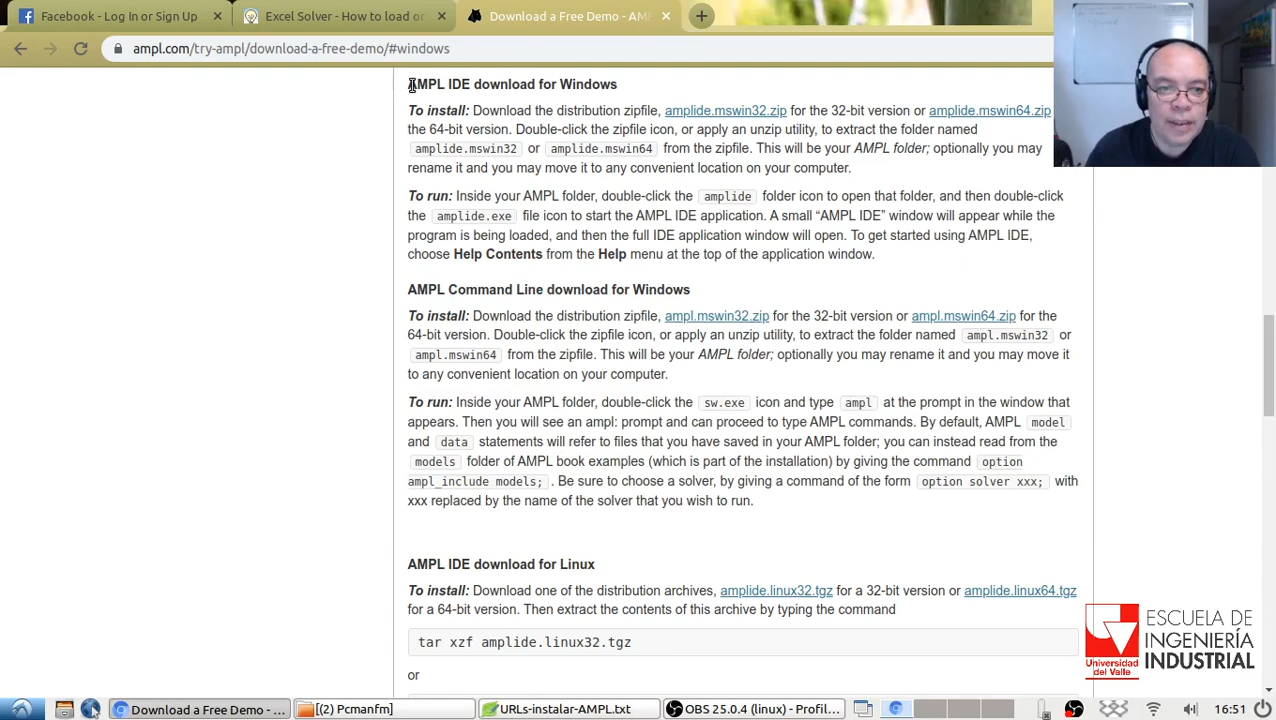 Facebook - Log In or Sign Up
Excel Solver - How to load or
Download a Free Demo - AM
ampl.com/try-ampl/download-a-free-demo/#windows
AMPL IDE download for Windows
To install: Download the distribution zipfile, amplide.mswin32.zip for the 32-bit version or amplide.mswin64.zip
the 64-bit version. Double-click the zipfile icon, or apply an unzip utility, to extract the folder named
amplide.mswin32 or amplide.mswin64 from the zipfile. This will be your AMPL folder; optionally you may
rename it and you may move it to any convenient location on your computer.
To run: Inside your AMPL folder, double-click the amplide folder icon to open that folder, and then double-click
the amplide.exe file icon to start the AMPL IDE application. A small “AMPL IDE” window will appear while the
program is being loaded, and then the full IDE application window will open. To get started using AMPL IDE,
choose Help Contents from the Help menu at the top of the application window.
AMPL Command Line download for Windows
To install: Download the distribution zipfile, ampl.mswin32.zip for the 32-bit version or ampl.mswin64.zip for the
64-bit version. Double-click the zipfile icon, or apply an unzip utility, to extract the folder named ampl.mswin32 or
ampl.mswin64 from the zipfile. This will be your AMPL folder; optionally you may rename it and you may move it
to any convenient location on your computer.
To run: Inside your AMPL folder, double-click the sw.exe icon and type ampl at the prompt in the window that
appears. Then you will see an ampl: prompt and can proceed to type AMPL commands. By default, AMPL model
and data statements will refer to files that you have saved in your AMPL folder; you can instead read from the
models folder of AMPL book examples (which is part of the installation) by giving the command option
ampl_include models; . Be sure to choose a solver, by giving a command of the form option solver xxx; with
xxx replaced by the name of the solver that you wish to run.
AMPL IDE download for Linux
To install: Download one of the distribution archives, amplide.linux32.tgz for a 32-bit version or amplide.linux64.tgz
for a 64-bit version. Then extract the contents of this archive by typing the command
tar xzf amplide.linux32.tgz
or
Universidad
del Valle
ESCUELA DE
INGENIERÍA
INDUSTRIAL
Download a Free Demo -...
[(2) Pcmanfm]
URLs-instalar-AMPL.txt
OBS 25.0.4 (linux) - Profil...
16:51